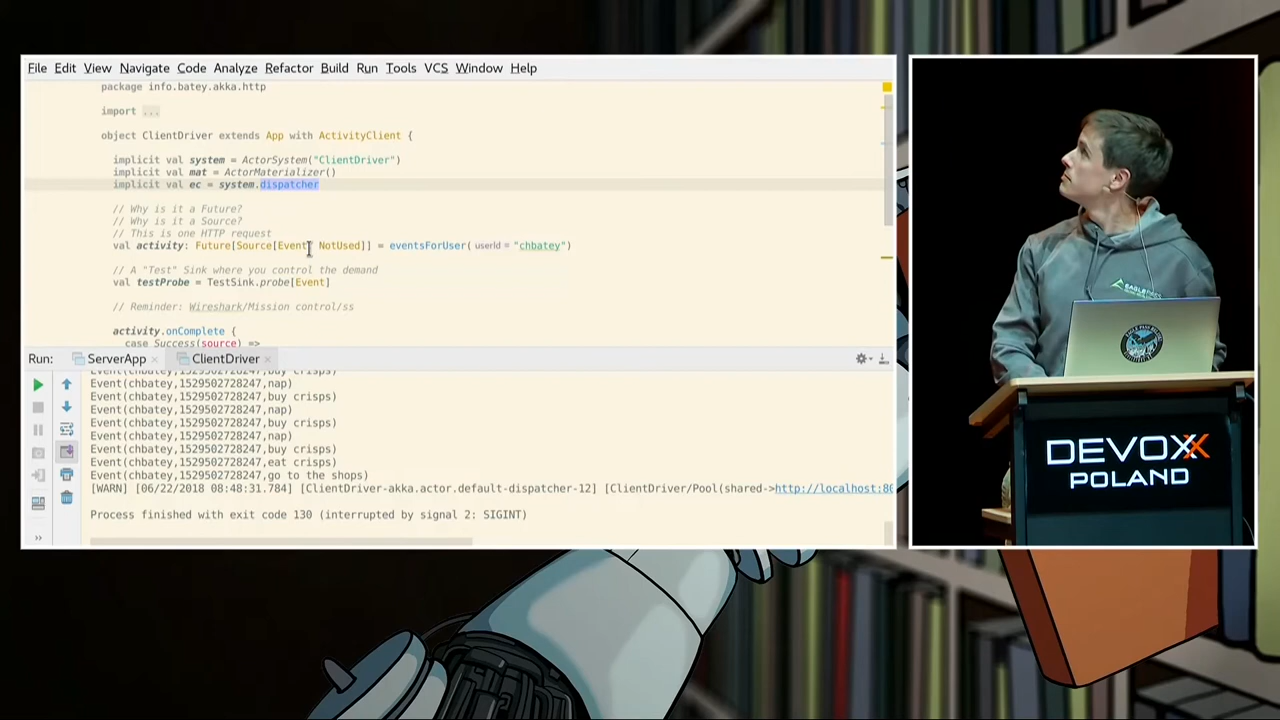 File Edit View Navigate Code Analyze Refactor Build Run Tools VCS Window Help
package info.batey.akka.http
import ...
object ClientDriver extends App with ActivityClient {
implicit val system = ActorSystem("ClientDriver")
implicit val mat = ActorMaterializer()
implicit val ec = system.dispatcher
// Why is it a Future?
// Why is it a Source?
// This is one HTTP request
val activity: Future[Source[Event, NotUsed]] = eventsForUser( userId = "chbatey")
// A "Test" Sink where you control the demand
val testProbe = TestSink.probe[Event]
// Reminder: Wireshark/Mission control/ss
activity.onComplete {
case Success(source) =>
Run: ServerApp ClientDriver
Event(chbatey,1529502728247,buy crisps)
Event(chbatey,1529502728247,nap)
Event(chbatey,1529502728247,buy crisps)
Event(chbatey,1529502728247,nap)
Event(chbatey,1529502728247,buy crisps)
Event(chbatey,1529502728247,nap)
Event(chbatey,1529502728247,buy crisps)
Event(chbatey,1529502728247,eat crisps)
Event(chbatey,1529502728247,go to the shops)
[WARN] [06/22/2018 08:48:31.784] [ClientDriver-akka.actor.default-dispatcher-12] [ClientDriver/Pool(shared->http://localhost:80
Process finished with exit code 130 (interrupted by signal 2: SIGINT)
DEVOXX
POLAND